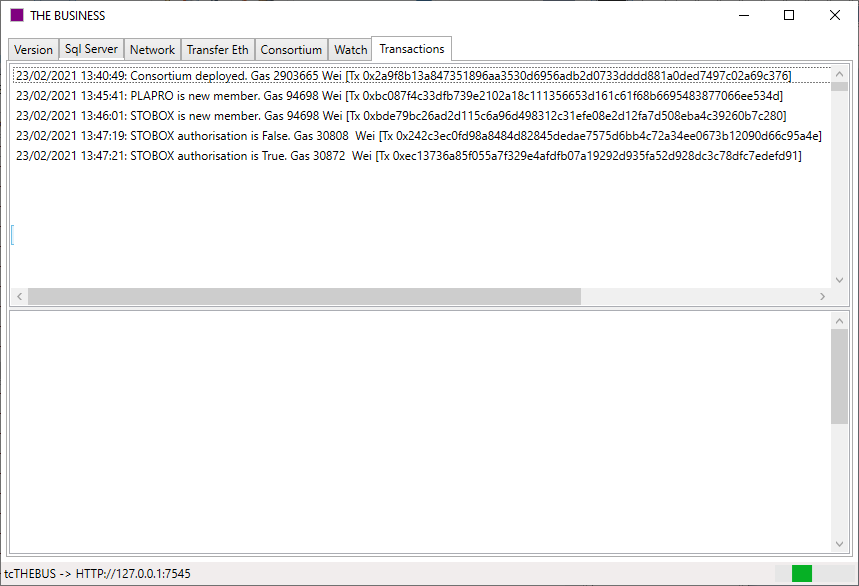 THE BUSINESS
Version Sql Server Network Transfer Eth Consortium Watch Transactions
23/02/2021 13:40:49: Consortium deployed. Gas 2903665 Wei [Tx 0x2a9f8b13a847351896aa3530d6956adb2d0733dddd881a0ded7497c02a69c376]
23/02/2021 13:45:41: PLAPRO is new member. Gas 94698 Wei [Tx 0xbc087f4c33dfb739e2102a18c111356653d161c61f68b6695483877066ee534d]
23/02/2021 13:46:01: STOBOX is new member. Gas 94698 Wei [Tx 0xbde79bc26ad2d115c6a96d498312c31efe08e2d12fa7d508eba4c39260b7c280]
23/02/2021 13:47:19: STOBOX authorisation is False. Gas 30808  Wei [Tx 0x242c3ec0fd98a8484d82845dedae7575d6bb4c72a34ee0673b12090d66c95a4e]
23/02/2021 13:47:21: STOBOX authorisation is True. Gas 30872  Wei [Tx 0xec13736a85f055a7f329e4afdfb07a19292d935fa52d928dc3c78dfc7edefd91]
tcTHEBUS -> HTTP://127.0.0.1:7545